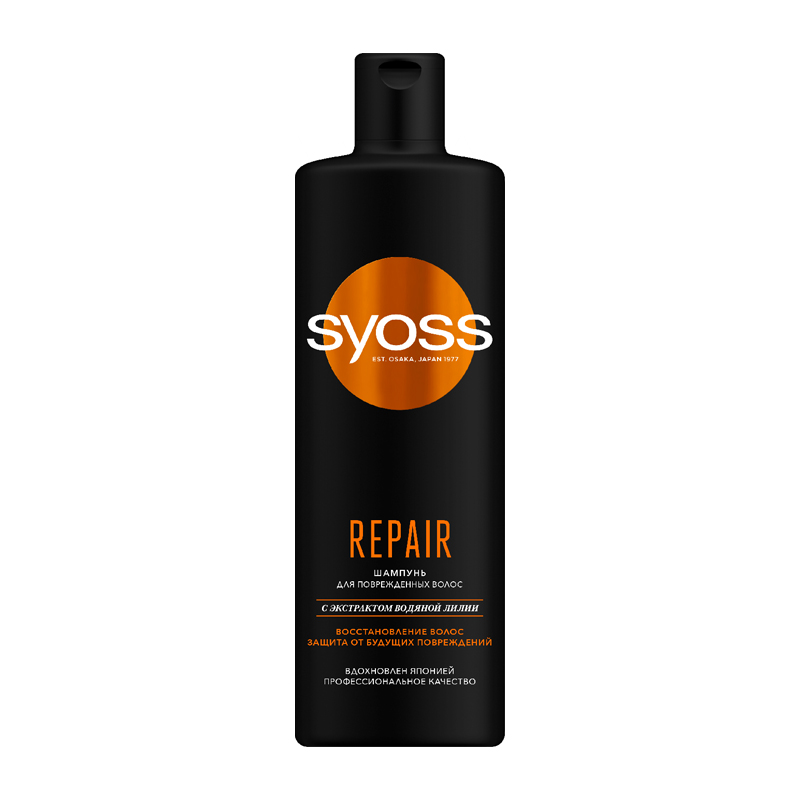 syoss
EST. OSAKA, JAPAN 1977
REPAIR
ШАМПУНЬ
ДЛЯ ПОВРЕЖДЕННЫХ ВОЛОС
С ЭКСТРАКТОМ ВОДЯНОЙ ЛИЛИИ
ВОССТАНОВЛЕНИЕ ВОЛОС
ЗАЩИТА ОТ БУДУЩИХ ПОВРЕЖДЕНИЙ
ВДОХНОВЛЕН ЯПОНИЕЙ
ПРОФЕССИОНАЛЬНОЕ КАЧЕСТВО